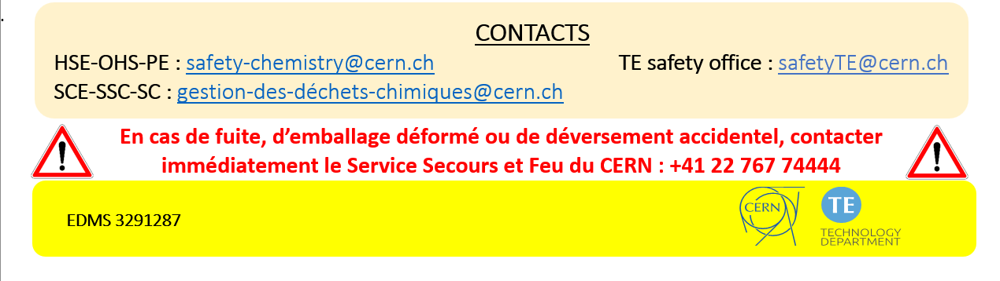 .
CONTACTS
HSE-OHS-PE : safety-chemistry@cern.ch TE safety office : safetyTE@cern.ch
SCE-SSC-SC : gestion-des-déchets-chimiques@cern.ch
En cas de fuite, d’emballage déformé ou de déversement accidentel, contacter
immédiatement le Service Secours et Feu du CERN : +41 22 767 74444
EDMS 3291287
CERN
TE
TECHNOLOGY
DEPARTMENT